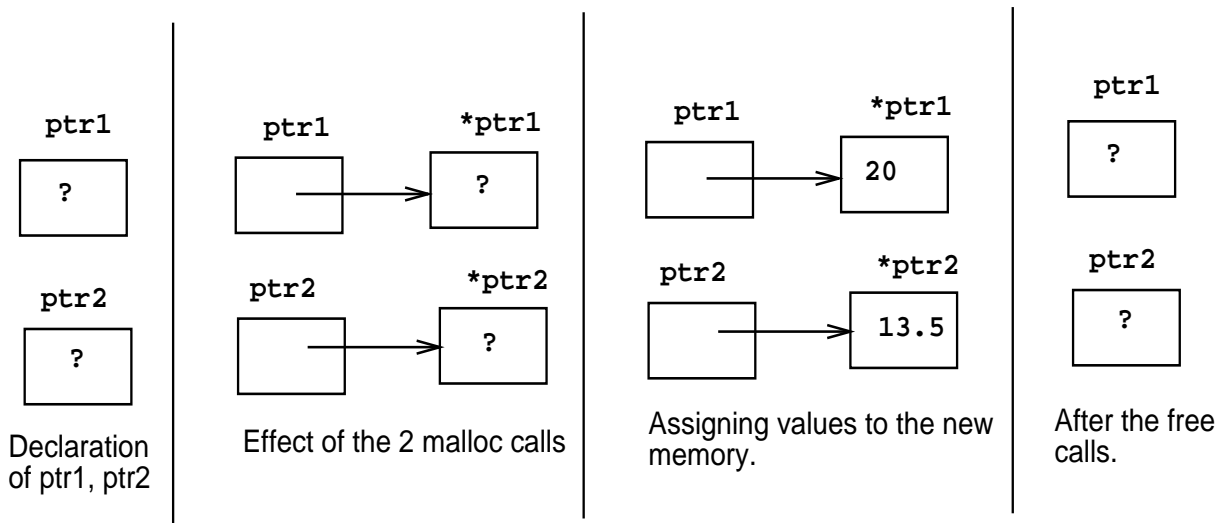 ptr1
?
ptr2
?
Declaration
of ptr1, ptr2
ptr1
*ptr1
?
ptr2
*ptr2
?
Effect of the 2 malloc calls
ptr1
*ptr1
20
ptr2
*ptr2
13.5
Assigning values to the new
memory.
ptr1
?
ptr2
?
After the free
calls.